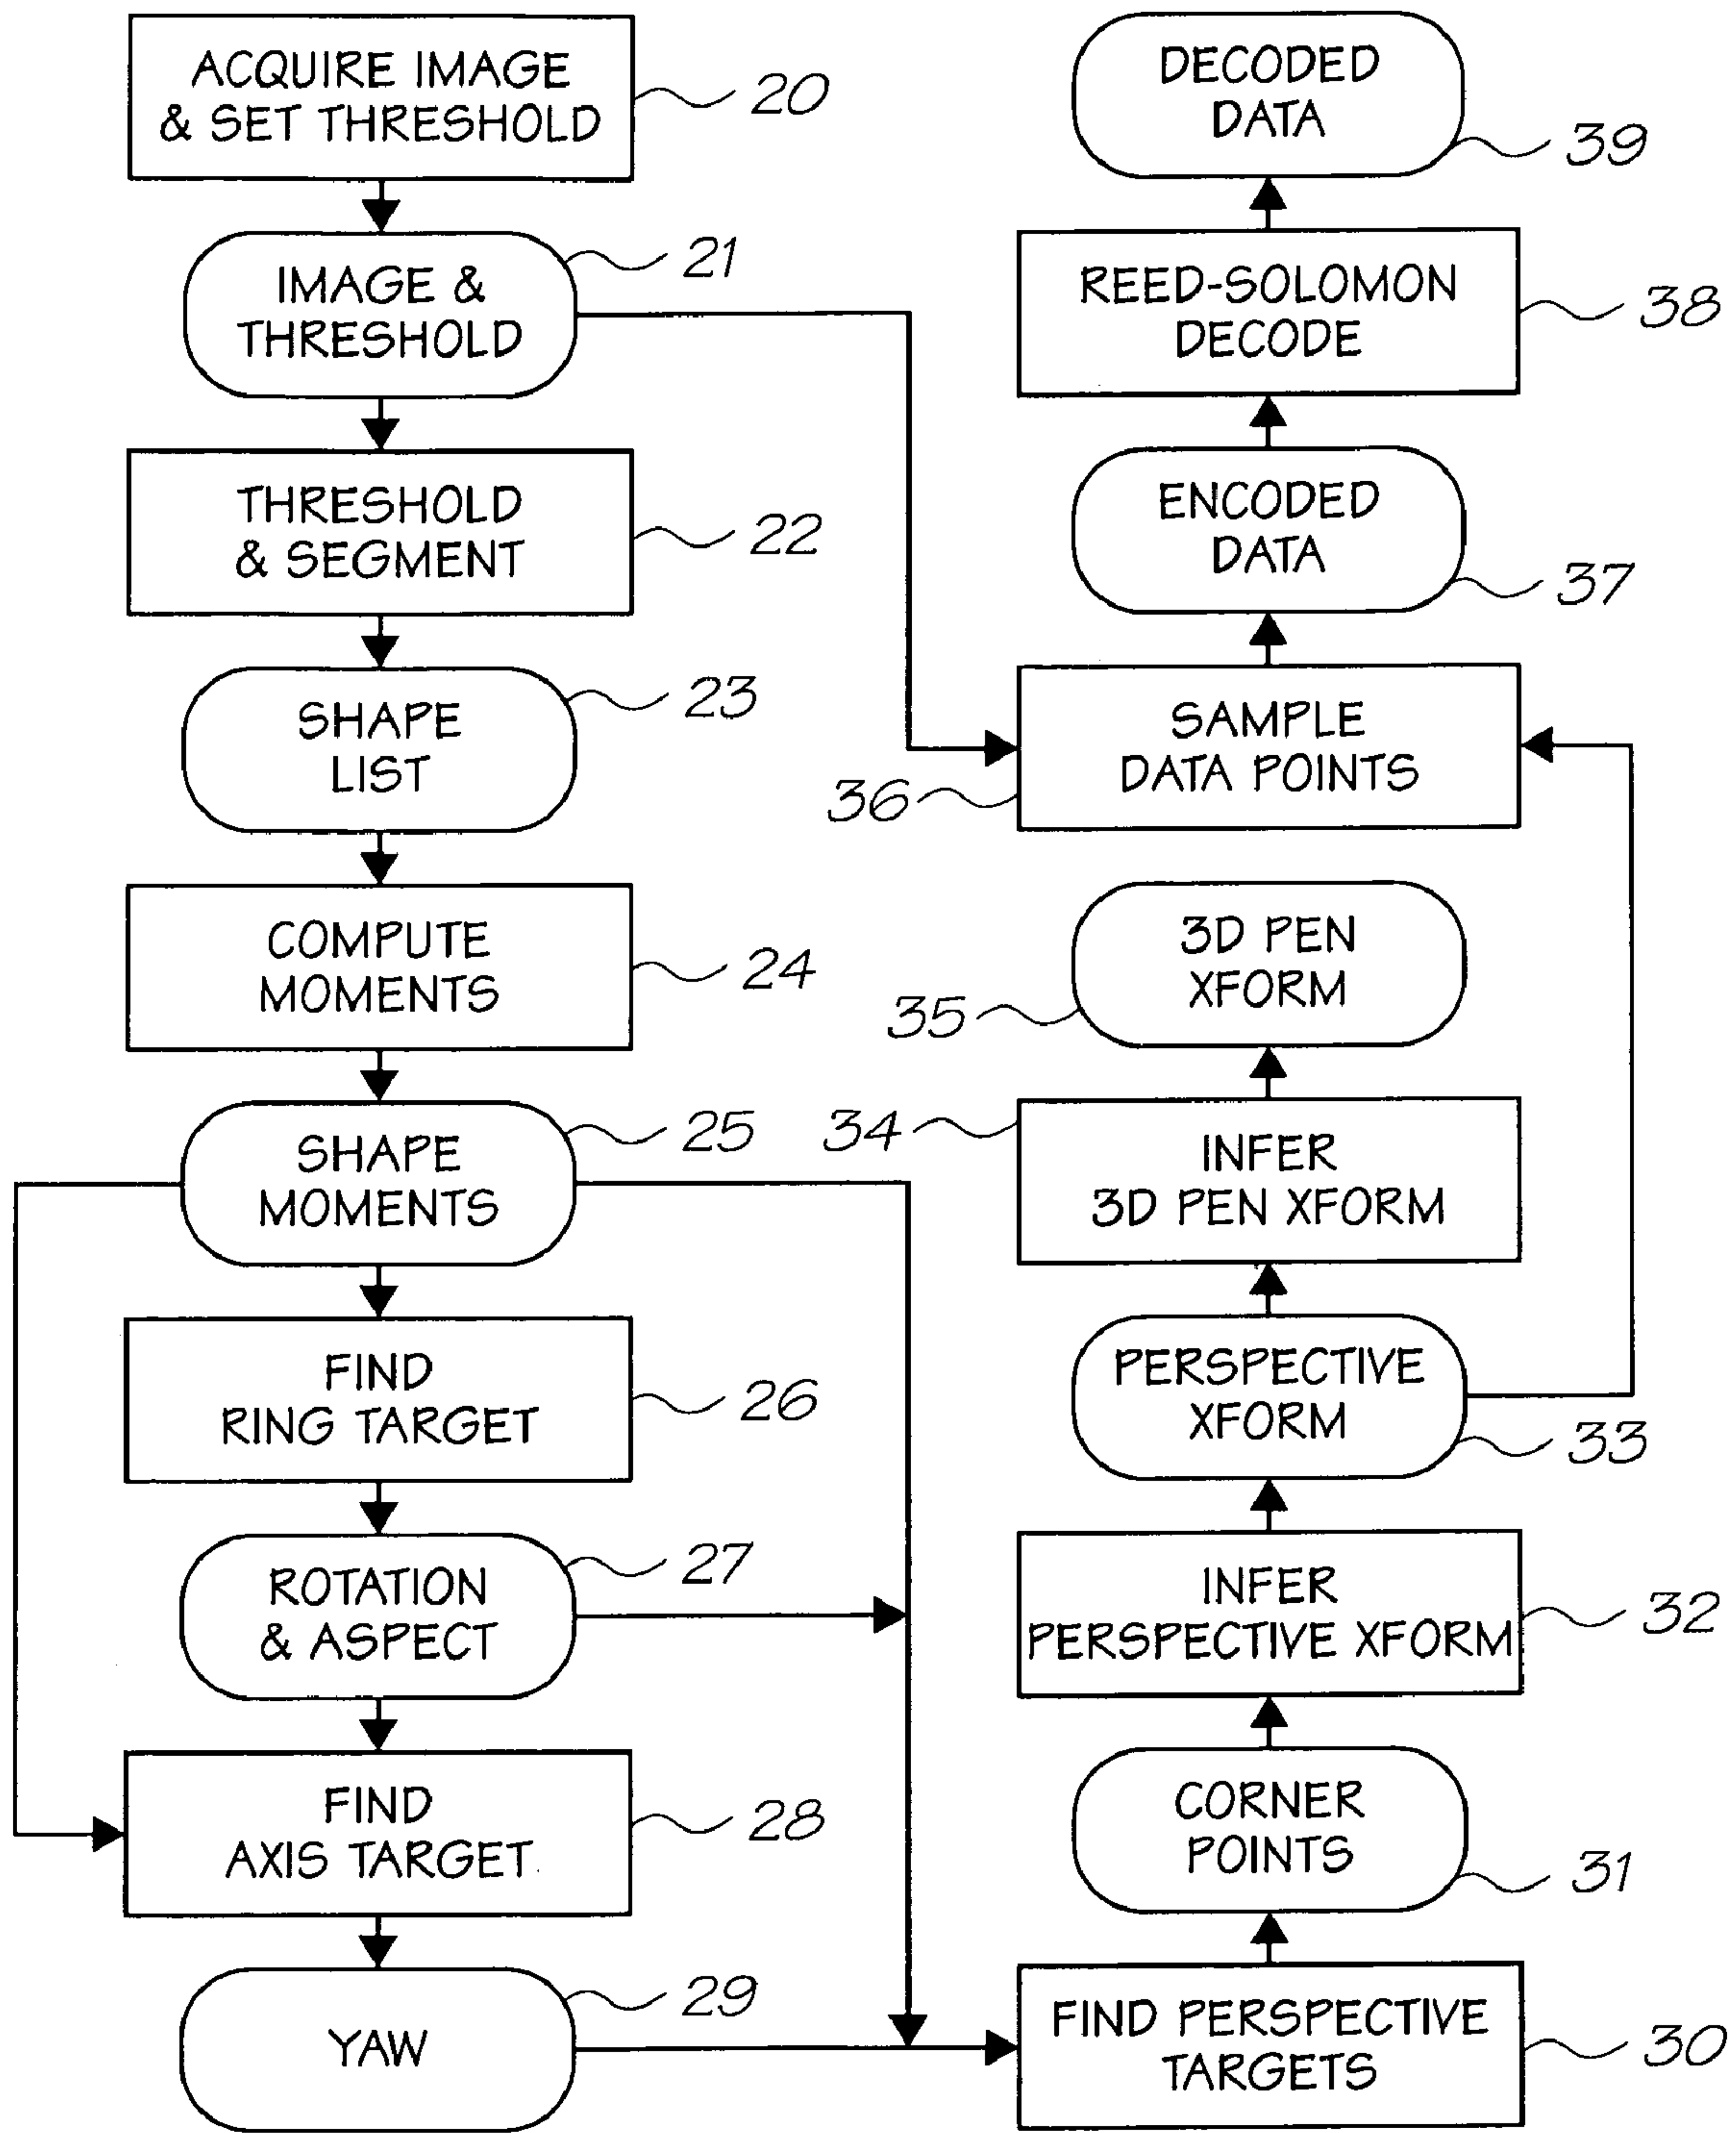 ACQUIRE IMAGE
& SET THRESHOLD
20
IMAGE &
THRESHOLD
21
THRESHOLD
& SEGMENT
22
SHAPE
LIST
23
COMPUTE
MOMENTS
24
SHAPE
MOMENTS
25
FIND
RING TARGET
26
ROTATION
& ASPECT
27
FIND
AXIS TARGET
28
YAW
29
FIND PERSPECTIVE
TARGETS
30
CORNER
POINTS
31
INFER
PERSPECTIVE XFORM
32
PERSPECTIVE
XFORM
33
INFER
3D PEN XFORM
34
3D PEN
XFORM
35
SAMPLE
DATA POINTS
36
ENCODED
DATA
37
REED-SOLOMON
DECODE
38
DECODED
DATA
39